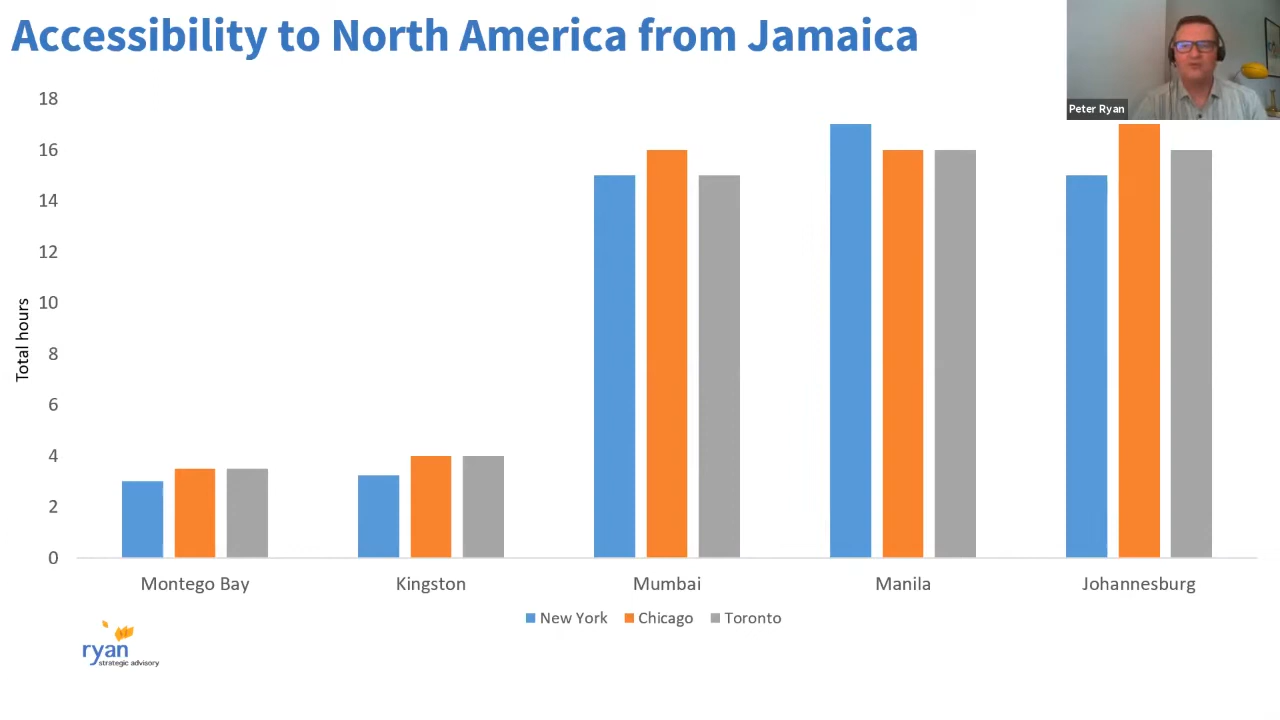 Accessibility to North America from Jamaica
Peter Ryan
18
16
14
12
10
8
6
4
2
0
Total hours
Montego Bay Kingston Mumbai Manila Johannesburg
New York Chicago Toronto
ryan
strategic advisory